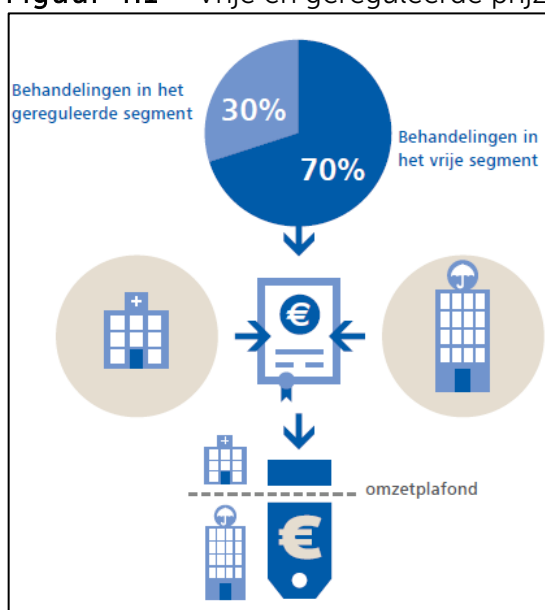 Behandelingen in het
gereguleerde segment
30%
70%
Behandelingen in
het vrije segment
€
omzetplafond
€